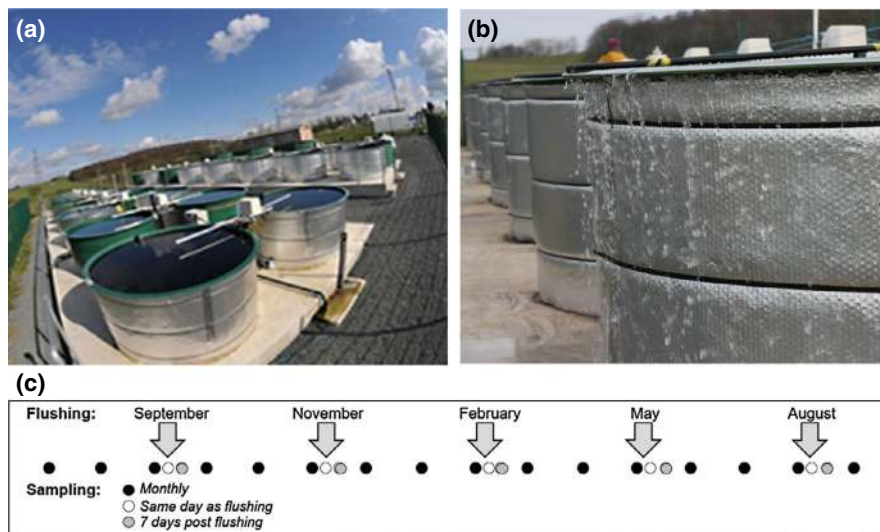 (a)
(b)
(c)
Flushing: September November February May August
Sampling:
Monthly
Same day as flushing
7 days post flushing